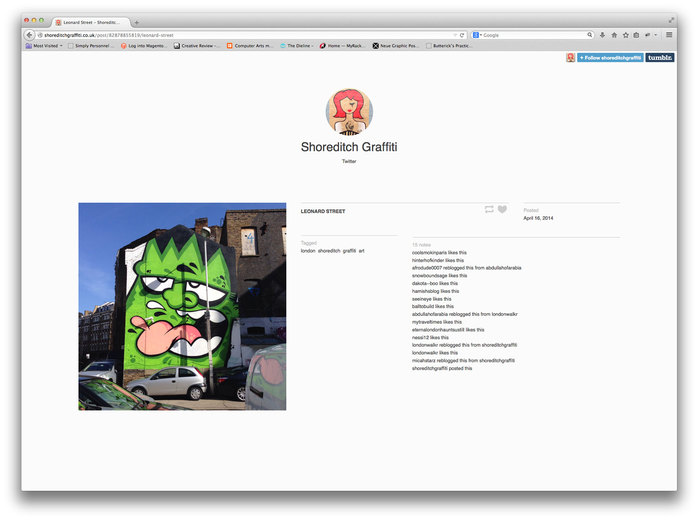 Leonard Street – Shoreditc...
shoreditchgraffiti.co.uk/post/82878855819/leonard-street
Google
Most Visited
Simply Personnel ...
Log into Magento...
Creative Review -...
Computer Arts m...
The Dieline -
Home — MyRack...
Neue Graphic Pos...
Butterick's Practic...
+ Follow shoreditchgraffiti
tumblr.
Shoreditch Graffiti
Twitter
LEONARD STREET
Posted
April 16, 2014
Tagged
london shoreditch graffiti art
15 notes
coolsmokinparis likes this
hinterhofkinder likes this
afrodude0007 reblogged this from abdullahofarabia
snowboundsage likes this
dakota--boo likes this
hamishsblog likes this
seeineye likes this
balltobuild likes this
abdullahofarabia reblogged this from londonwalkr
mytraveltimes likes this
eternalondonhauntsustill likes this
nessi12 likes this
londonwalkr reblogged this from shoreditchgraffiti
londonwalkr likes this
micahstarz reblogged this from shoreditchgraffiti
shoreditchgraffiti posted this